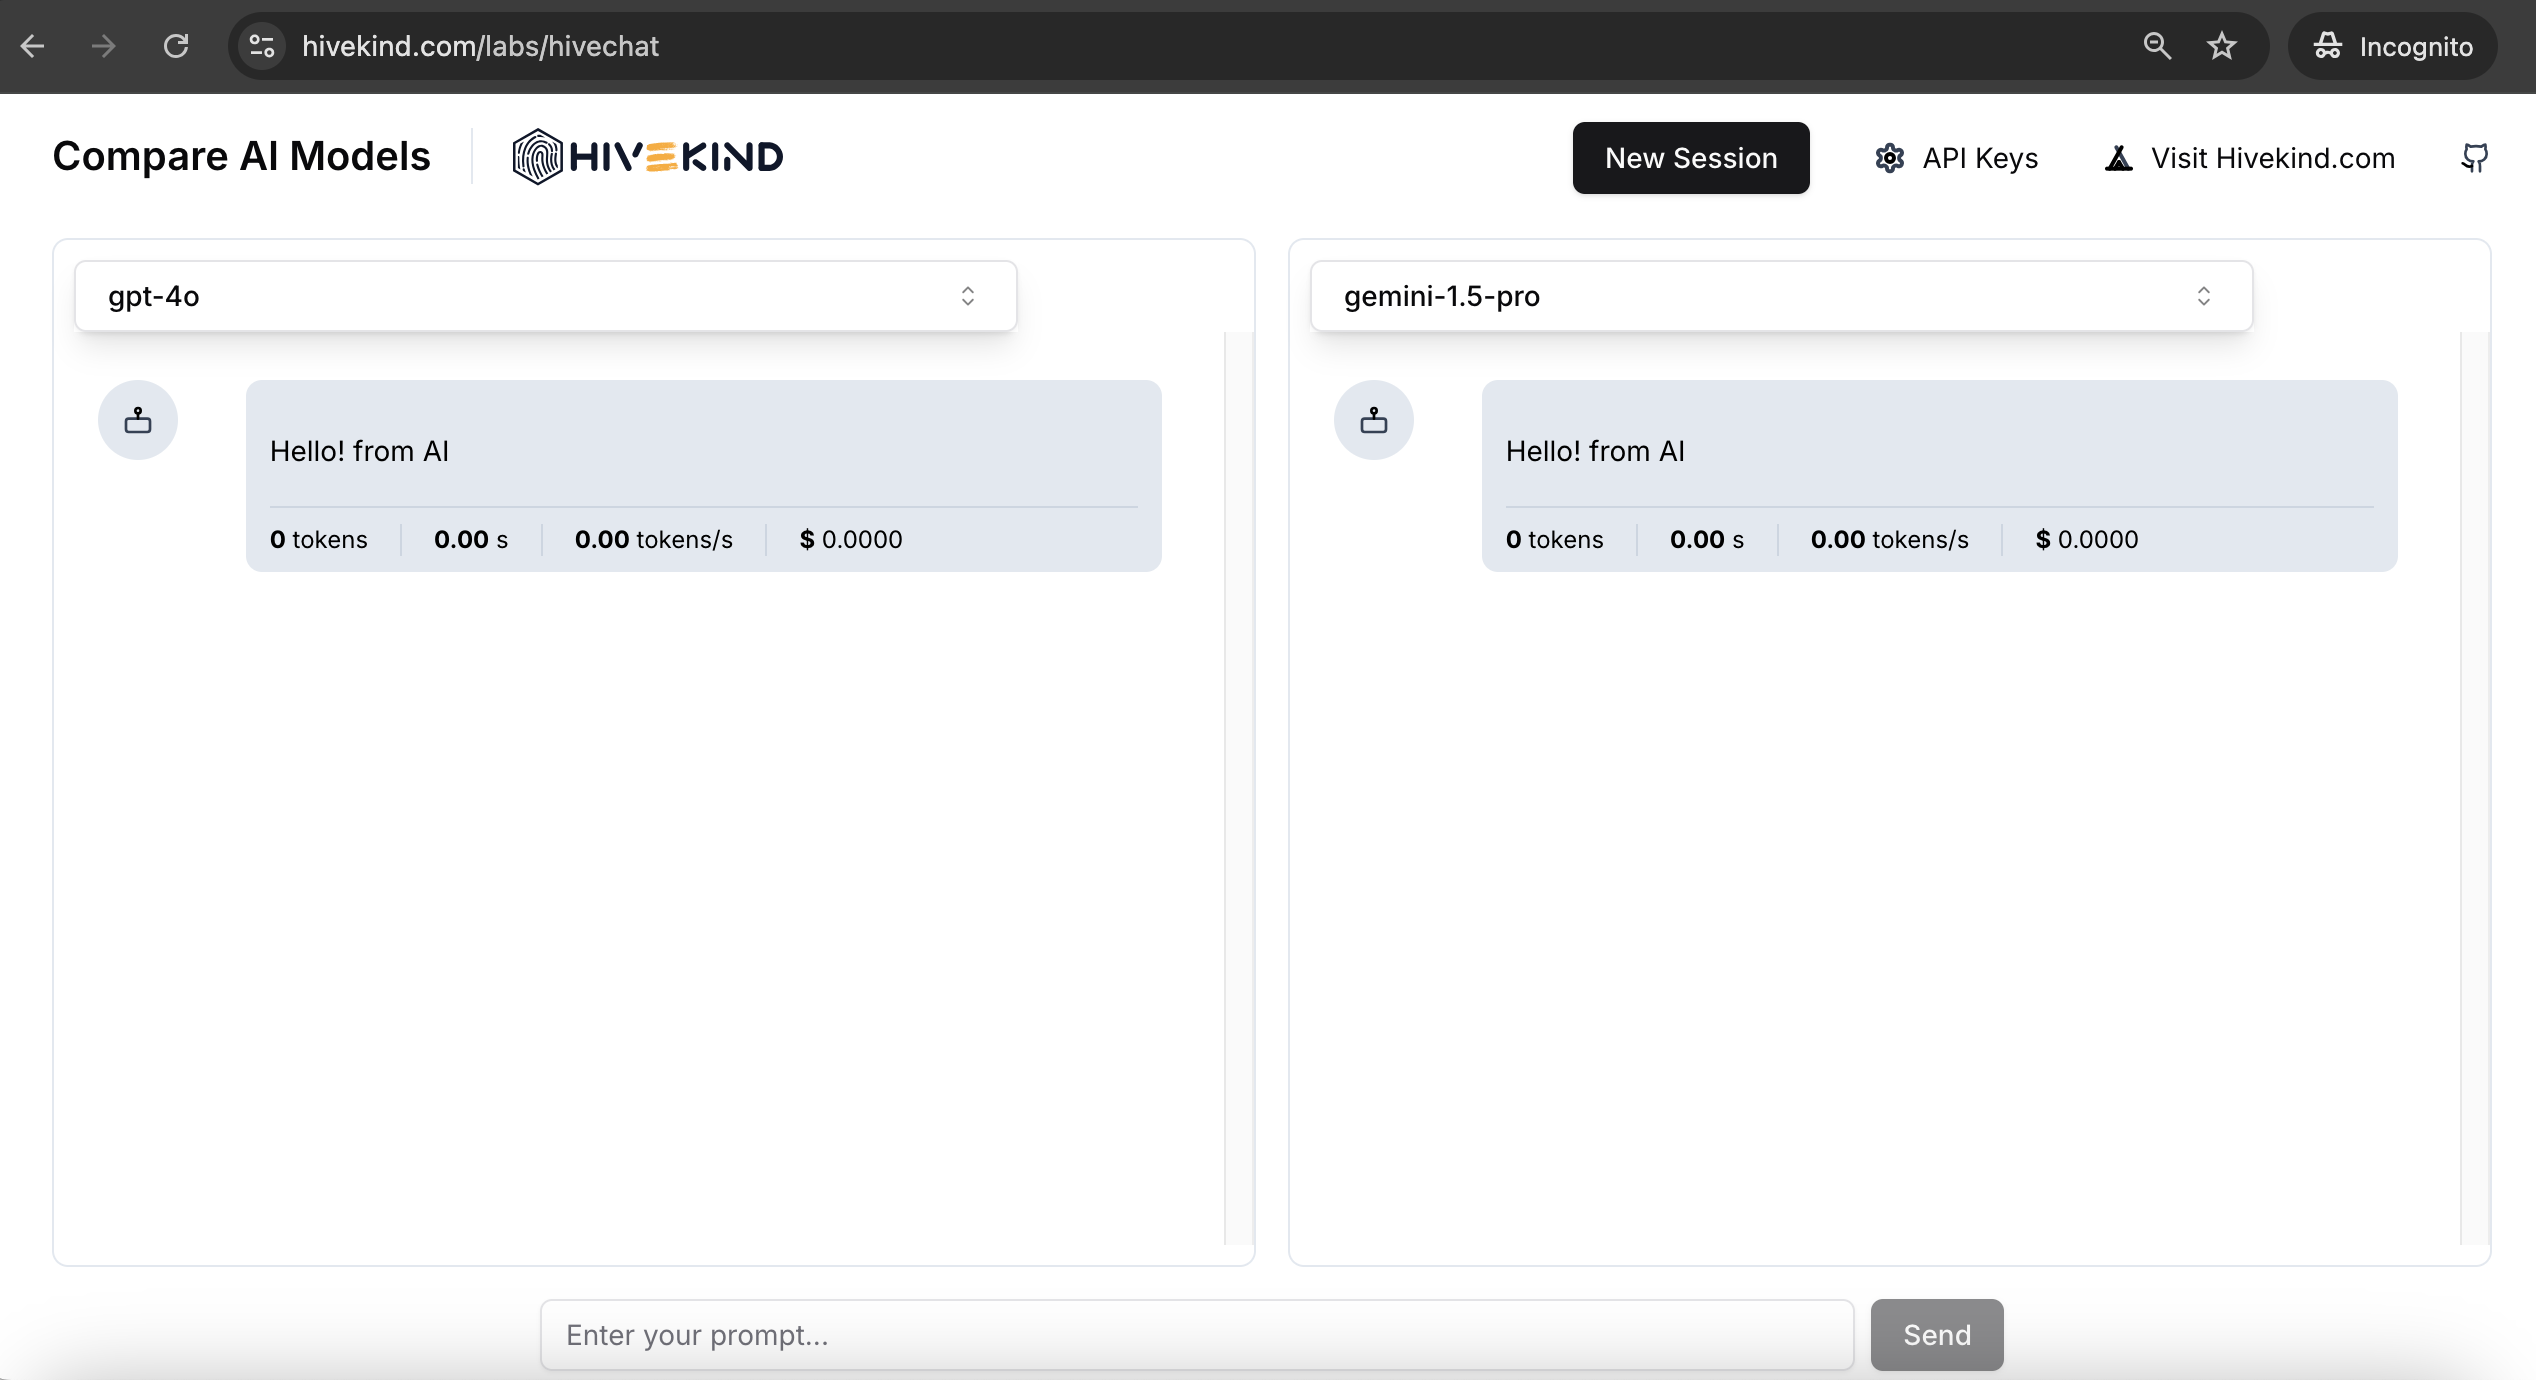 hivekind.com/labs/hivechat
Incognito
Compare AI Models
HIVEKIND
New Session
API Keys
Visit Hivekind.com
gpt-4o
Hello! from AI
0 tokens 0.00 s 0.00 tokens/s $ 0.0000
gemini-1.5-pro
Hello! from AI
0 tokens 0.00 s 0.00 tokens/s $ 0.0000
Enter your prompt...
Send